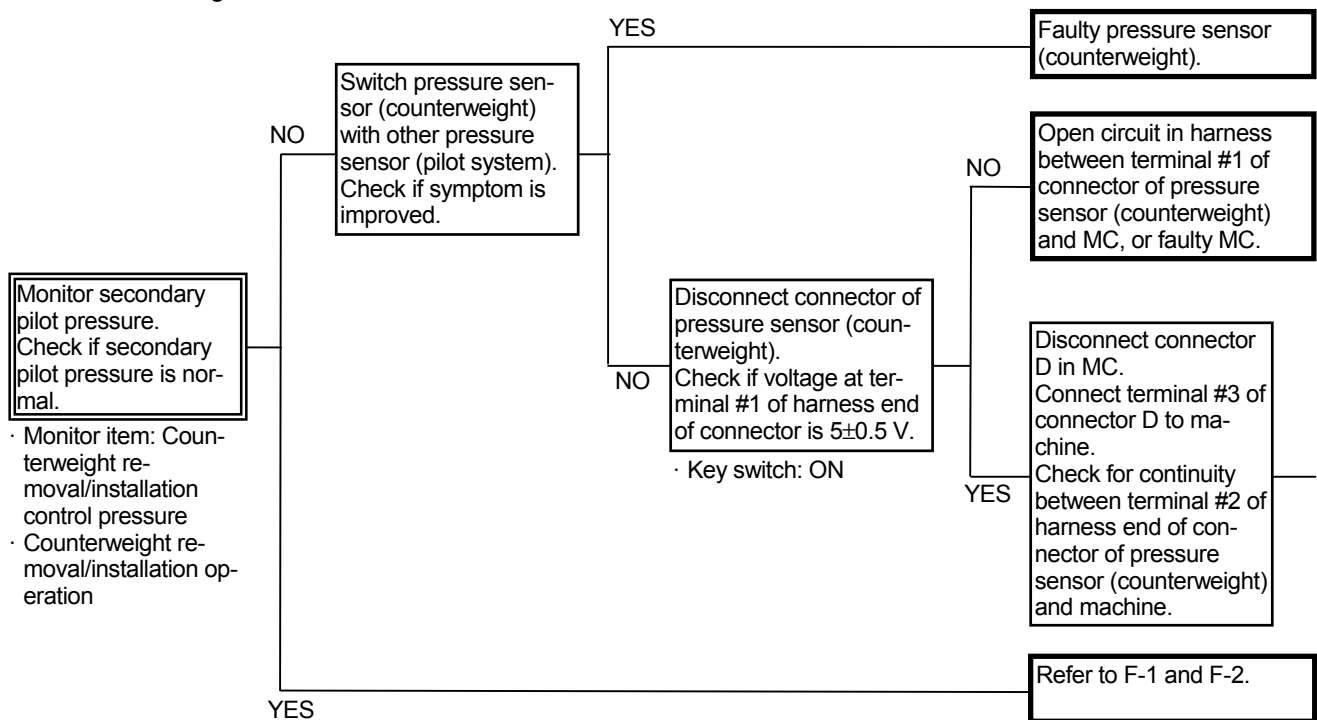 YES
Faulty pressure sensor
(counterweight).
Switch pressure sen-
sor (counterweight)
with other pressure
sensor (pilot system).
Check if symptom is
improved.
NO
Open circuit in harness
between terminal #1 of
connector of pressure
sensor (counterweight)
and MC, or faulty MC.
NO
Monitor secondary
pilot pressure.
Check if secondary
pilot pressure is nor-
mal.
· Monitor item: Coun-
terweight re-
moval/installation
control pressure
· Counterweight re-
moval/installation op-
eration
Disconnect connector of
pressure sensor (coun-
terweight).
Check if voltage at ter-
minal #1 of harness end
of connector is 5±0.5 V.
NO
· Key switch: ON
Disconnect connector
D in MC.
Connect terminal #3 of
connector D to ma-
chine.
Check for continuity
between terminal #2 of
harness end of con-
nector of pressure
sensor (counterweight)
and machine.
YES
Refer to F-1 and F-2.
YES